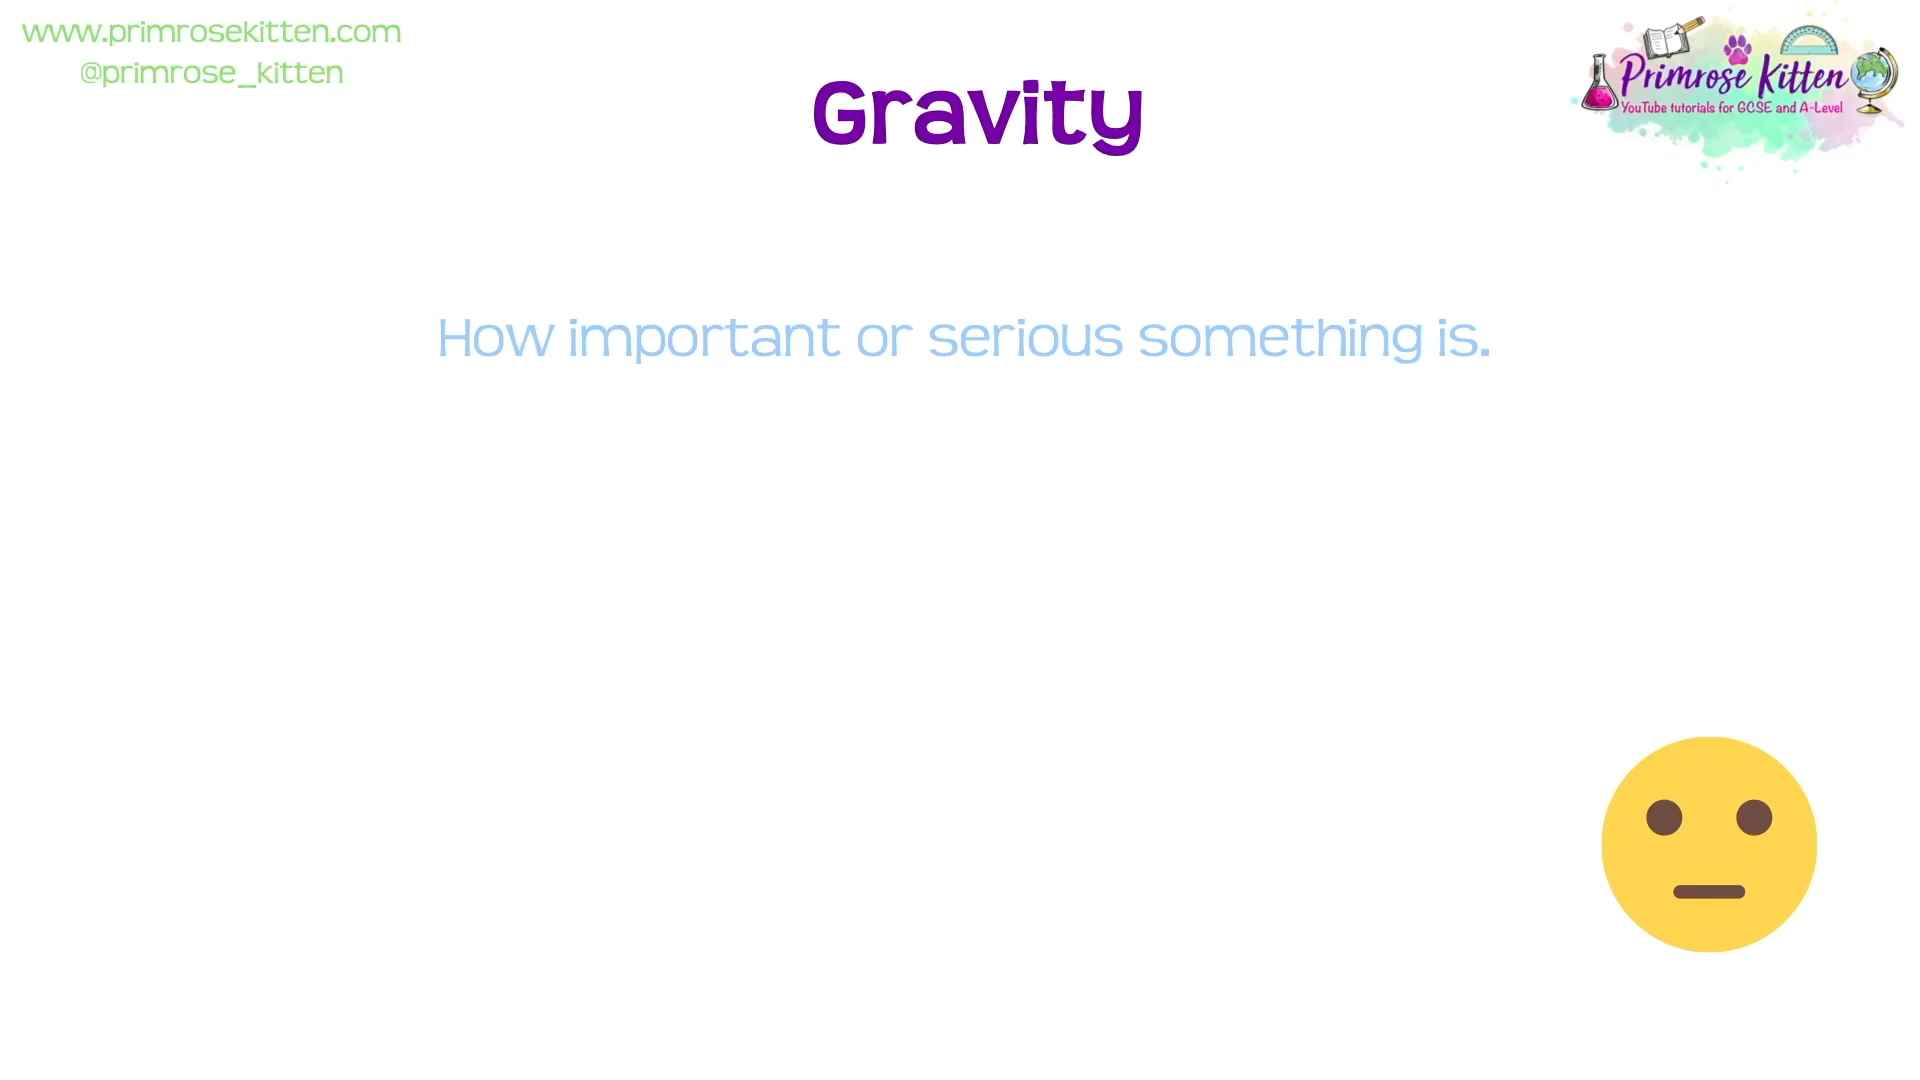 www.primrosekitten.com
@primrose_kitten
Gravity
Primrose Kitten
YouTube tutorials for GCSE and A-Level
How important or serious something is.